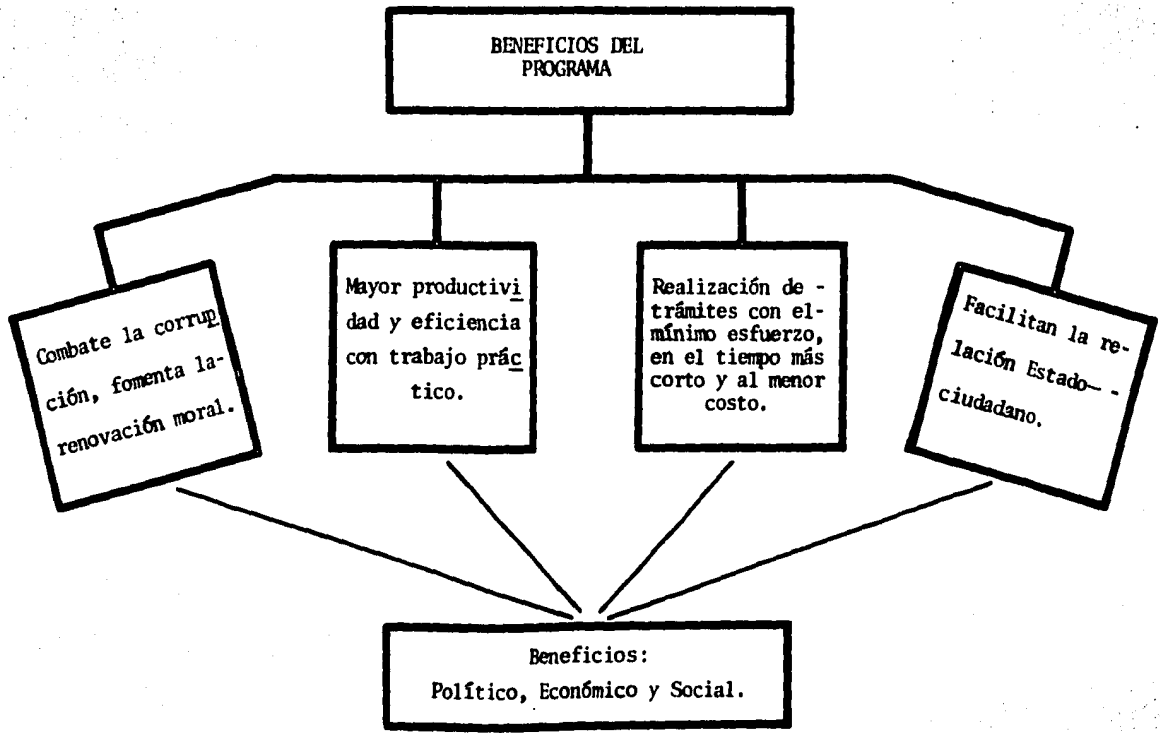 BENEFICIOS DEL
PROGRAMA
Combate la corrup
ción, fomenta la-
renovación moral.
Mayor productivi
dad y eficiencia
con trabajo prác
tico.
Realización de -
trámites con el-
mínimo esfuerzo,
en el tiempo más
corto y al menor
costo.
Facilitan la re-
lación Estado— -
ciudadano.
Beneficios:
Político, Económico y Social.